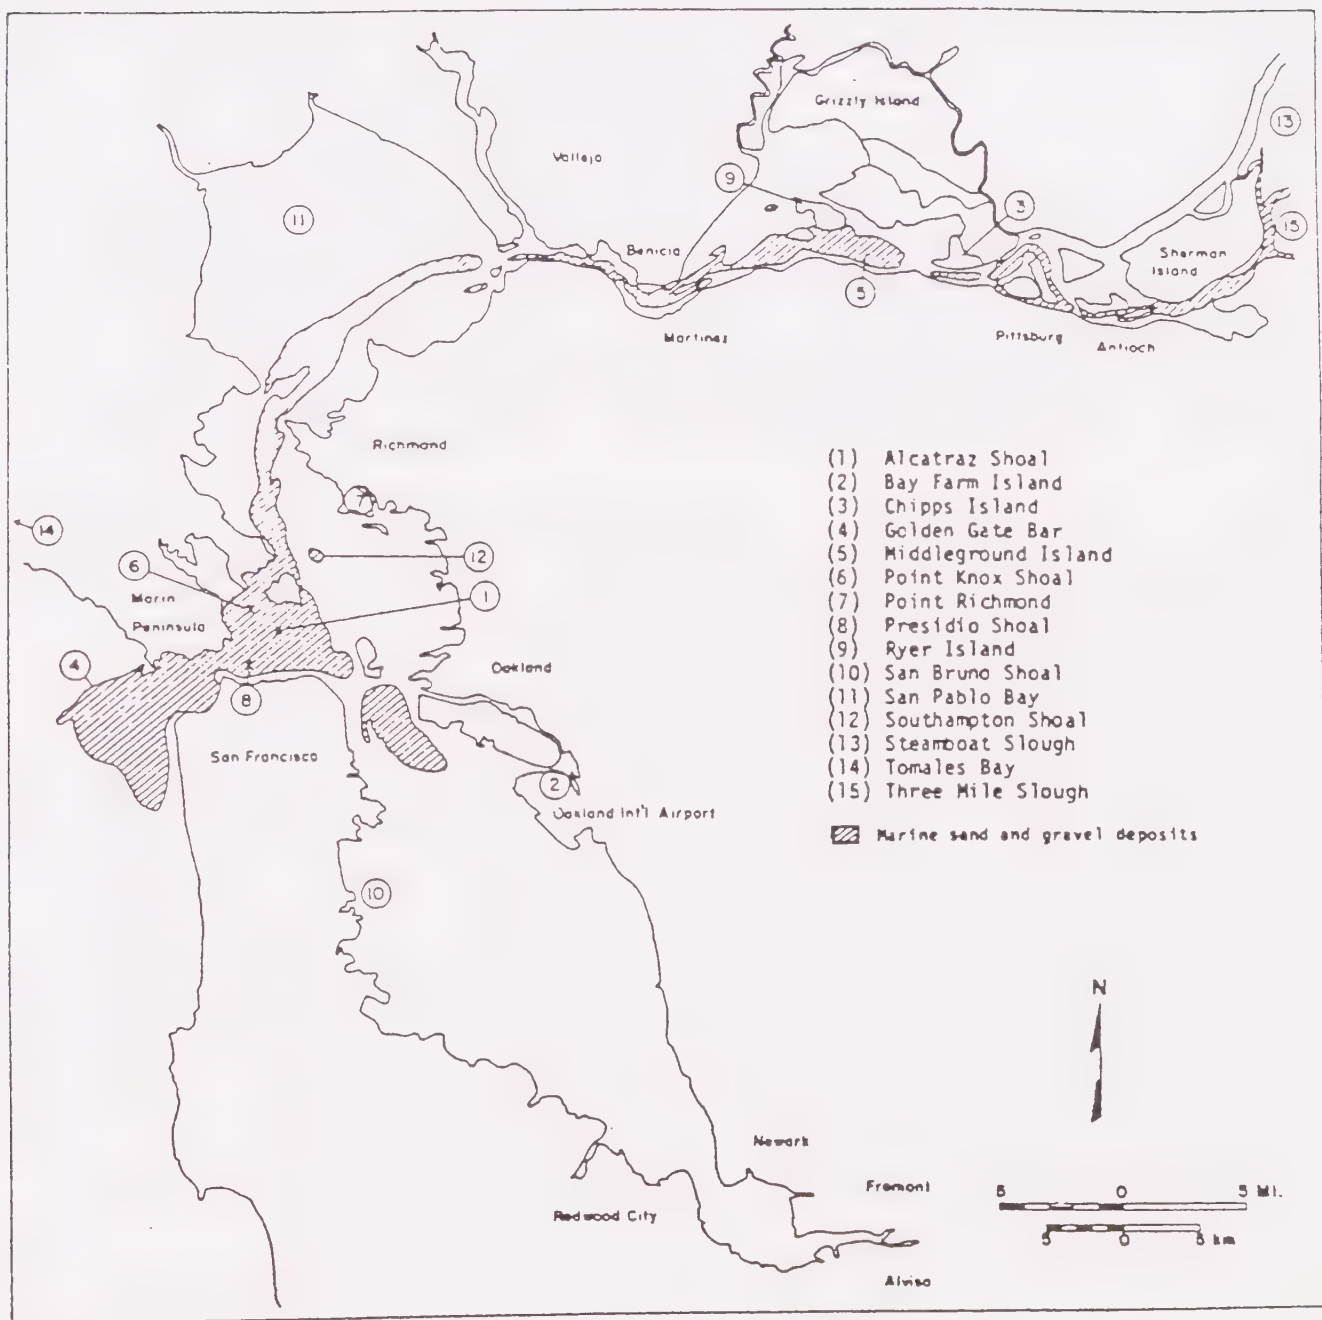 Grizzly Island
13
Vallejo
9
11
3
15
Benicia
Sherman
Island
5
Martinez
Pittsburg
Antioch
Richmond
7
14
12
6
Marin
Peninsula
1
4
Oakland
8
San Francisco
2
Oakland Int'l Airport
10
(1) Alcatraz Shoal
(2) Bay Farm Island
(3) Chipps Island
(4) Golden Gate Bar
(5) Middleground Island
(6) Point Knox Shoal
(7) Point Richmond
(8) Presidio Shoal
(9) Ryer Island
(10) San Bruno Shoal
(11) San Pablo Bay
(12) Southampton Shoal
(13) Steamboat Slough
(14) Tomales Bay
(15) Three Mile Slough
Marine sand and gravel deposits
N
Newark
Fremont
Redwood City
Alviso
5 0 5 Mi.
5 0 5 km